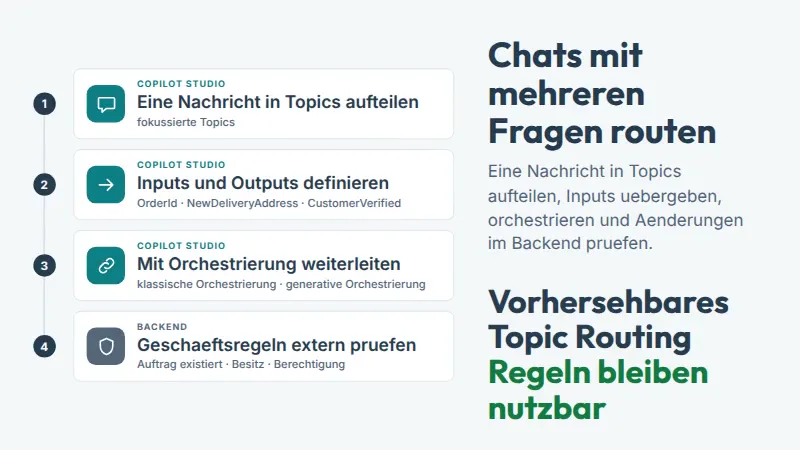 1
COPILOT STUDIO
Eine Nachricht in Topics aufteilen
fokussierte Topics
2
COPILOT STUDIO
Inputs und Outputs definieren
OrderId · NewDeliveryAddress · CustomerVerified
3
COPILOT STUDIO
Mit Orchestrierung weiterleiten
klassische Orchestrierung · generative Orchestrierung
4
BACKEND
Geschaeftsregeln extern pruefen
Auftrag existiert · Besitz · Berechtigung
Chats mit
mehreren
Fragen routen
Eine Nachricht in Topics
aufteilen, Inputs uebergeben,
orchestrieren und Aenderungen
im Backend pruefen.
Vorhersehbares
Topic Routing
Regeln bleiben
nutzbar